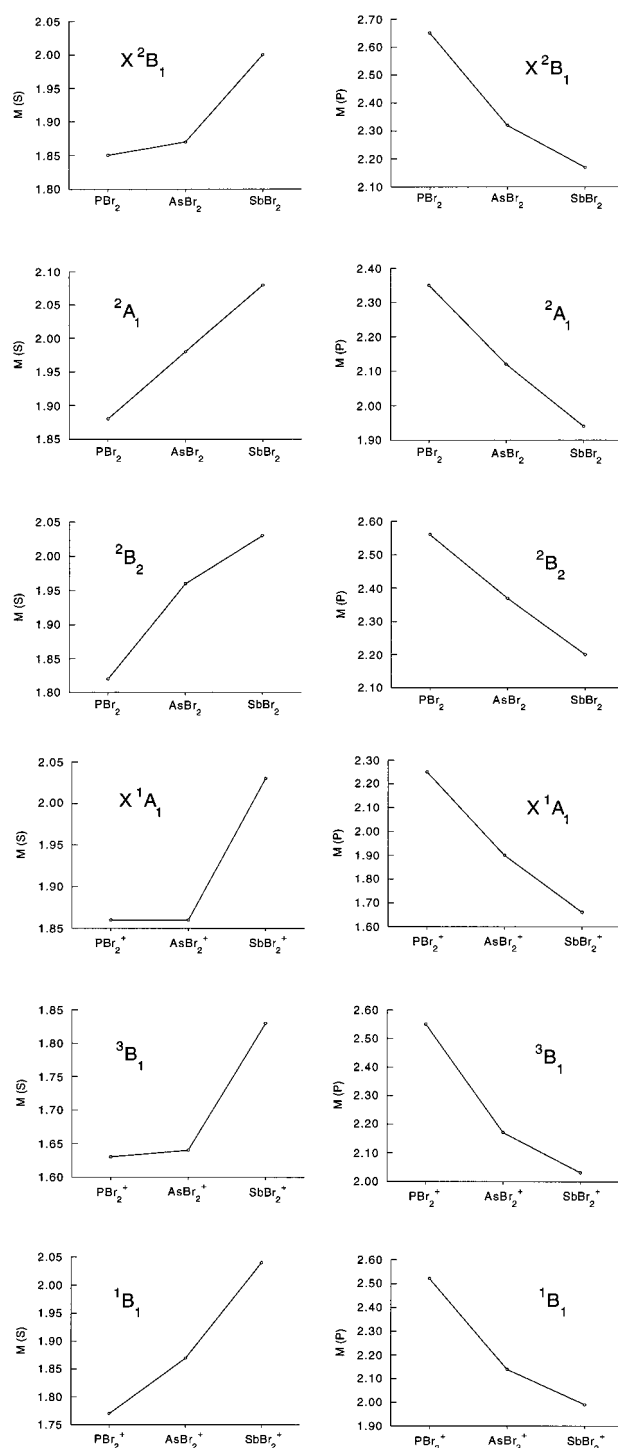 2.05
2.00
1.95
1.90
1.85
1.80
M (S)
X ²B₁
PBr₂ AsBr₂ SbBr₂
2.70
2.60
2.50
2.40
2.30
2.20
2.10
M (P)
X ²B₁
PBr₂ AsBr₂ SbBr₂
2.10
2.05
2.00
1.95
1.90
1.85
M (S)
²A₁
PBr₂ AsBr₂ SbBr₂
2.40
2.30
2.20
2.10
2.00
1.90
M (P)
²A₁
PBr₂ AsBr₂ SbBr₂
2.05
2.00
1.95
1.90
1.85
1.80
M (S)
²B₂
PBr₂ AsBr₂ SbBr₂
2.60
2.50
2.40
2.30
2.20
2.10
M (P)
²B₂
PBr₂ AsBr₂ SbBr₂
2.05
2.00
1.95
1.90
1.85
M (S)
X ¹A₁
PBr₂⁺ AsBr₂⁺ SbBr₂⁺
2.30
2.20
2.10
2.00
1.90
1.80
1.70
1.60
M (P)
X ¹A₁
PBr₂⁺ AsBr₂⁺ SbBr₂⁺
1.85
1.80
1.75
1.70
1.65
1.60
M (S)
³B₁
PBr₂⁺ AsBr₂⁺ SbBr₂⁺
2.60
2.50
2.40
2.30
2.20
2.10
2.00
M (P)
³B₁
PBr₂⁺ AsBr₂⁺ SbBr₂⁺
2.05
2.00
1.95
1.90
1.85
1.80
1.75
M (S)
¹B₁
PBr₂⁺ AsBr₂⁺ SbBr₂⁺
2.60
2.50
2.40
2.30
2.20
2.10
2.00
1.90
M (P)
¹B₁
PBr₂⁺ AsBr₂⁺ SbBr₂⁺